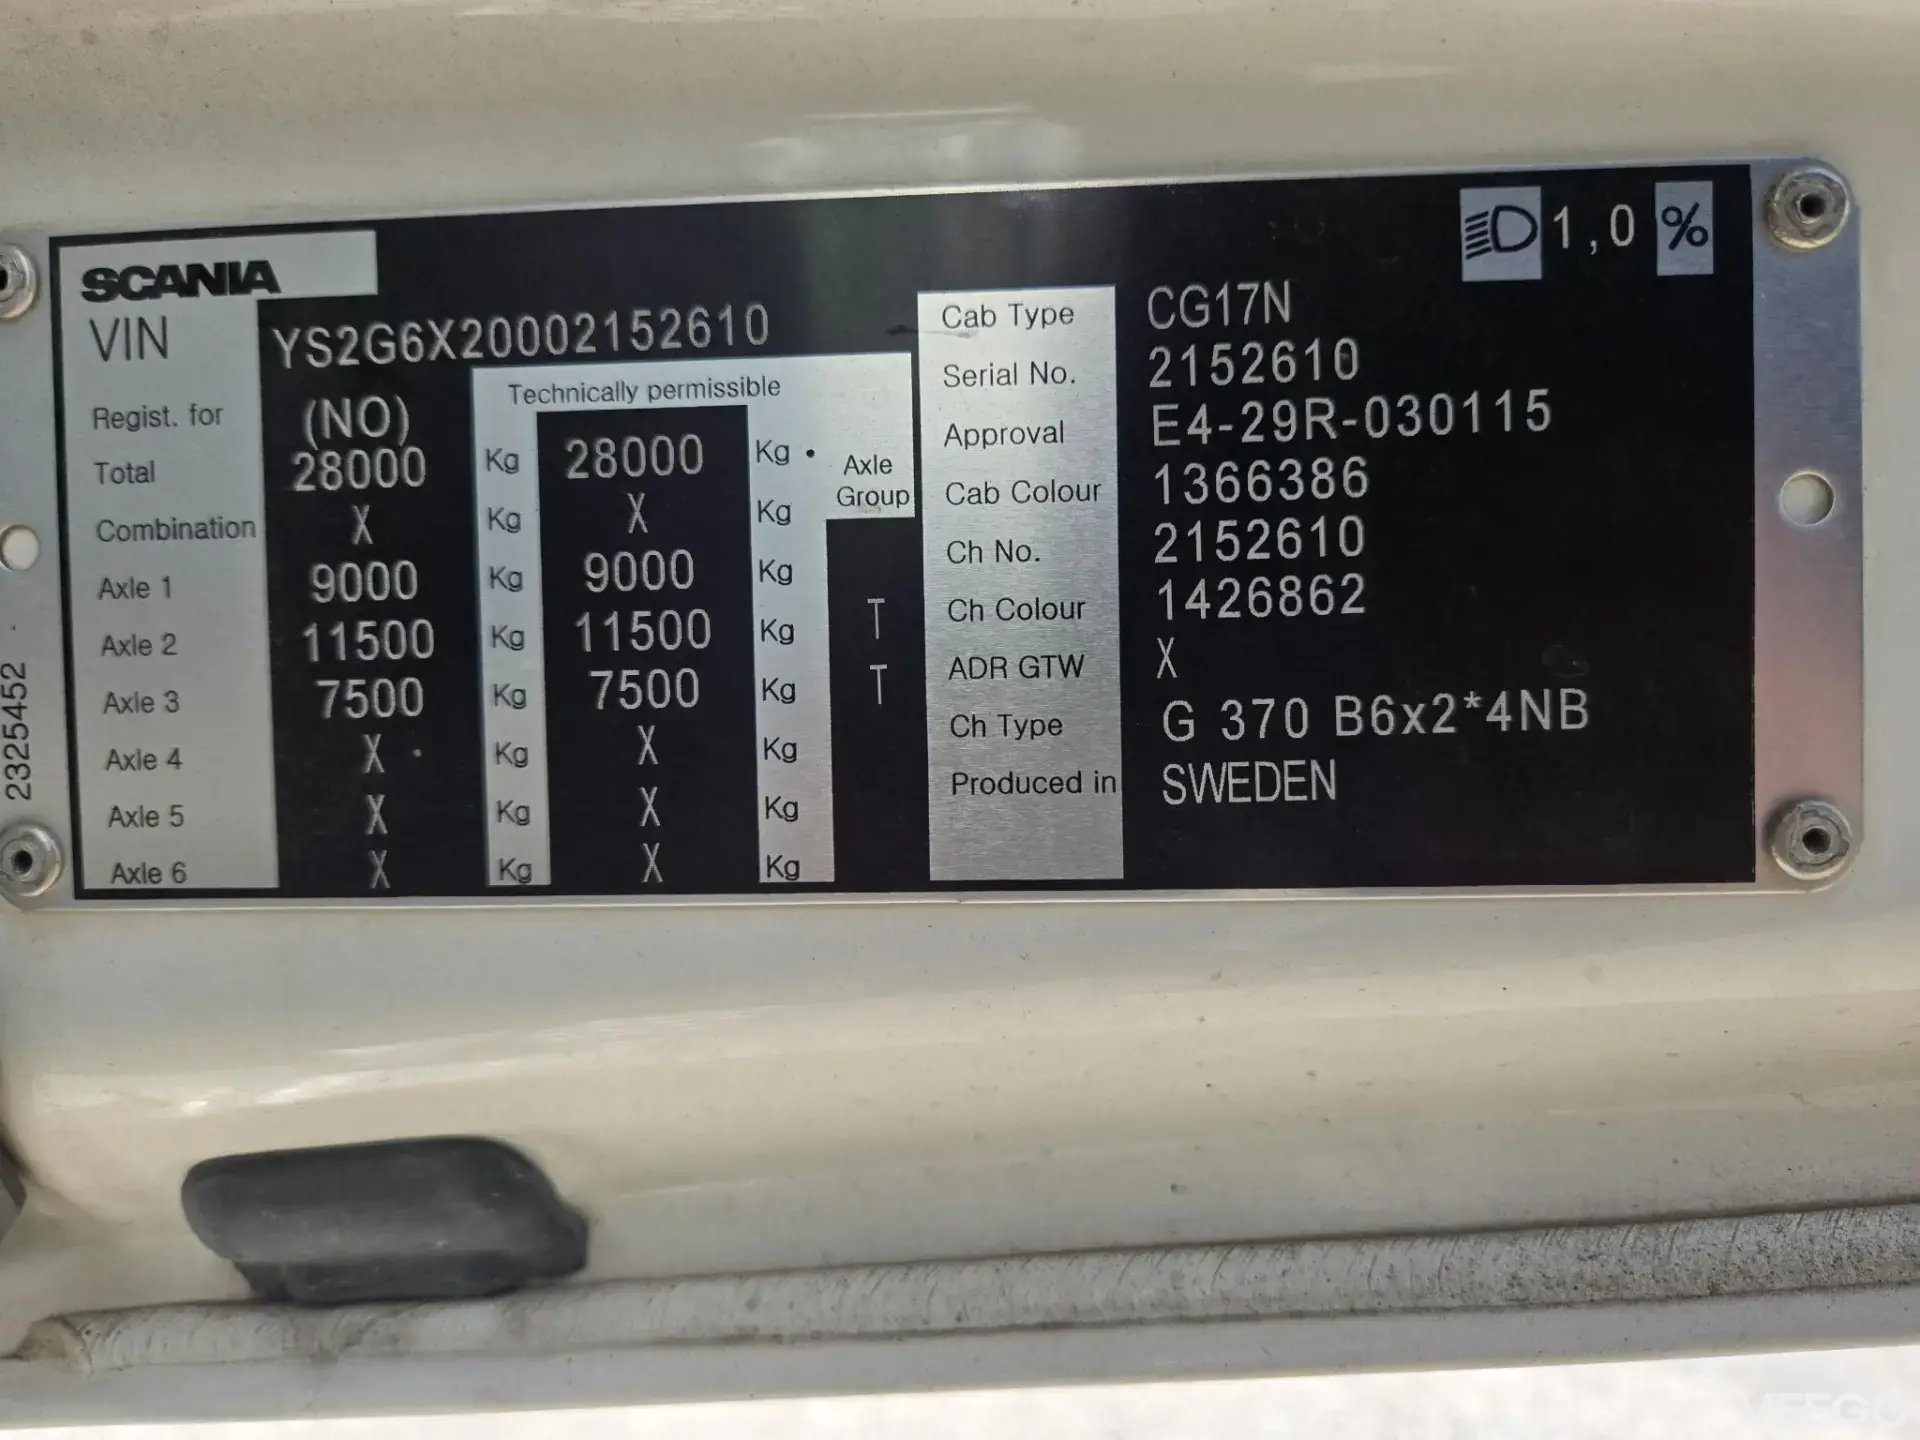 1,0 %
SCANIA
VIN YS2G6X20002152610
Technically permissible
Regist. for (NO)
Total 28000 Kg 28000 Kg
Axle Group
Combination X Kg X Kg
Axle 1 9000 Kg 9000 Kg
Axle 2 11500 Kg 11500 Kg T
Axle 3 7500 Kg 7500 Kg T
Axle 4 X Kg X Kg
Axle 5 X Kg X Kg
Axle 6 X Kg X Kg
Cab Type CG17N
Serial No. 2152610
Approval E4-29R-030115
Cab Colour 1366386
Ch No. 2152610
Ch Colour 1426862
ADR GTW X
Ch Type G 370 B6x2*4NB
Produced in SWEDEN
2325452